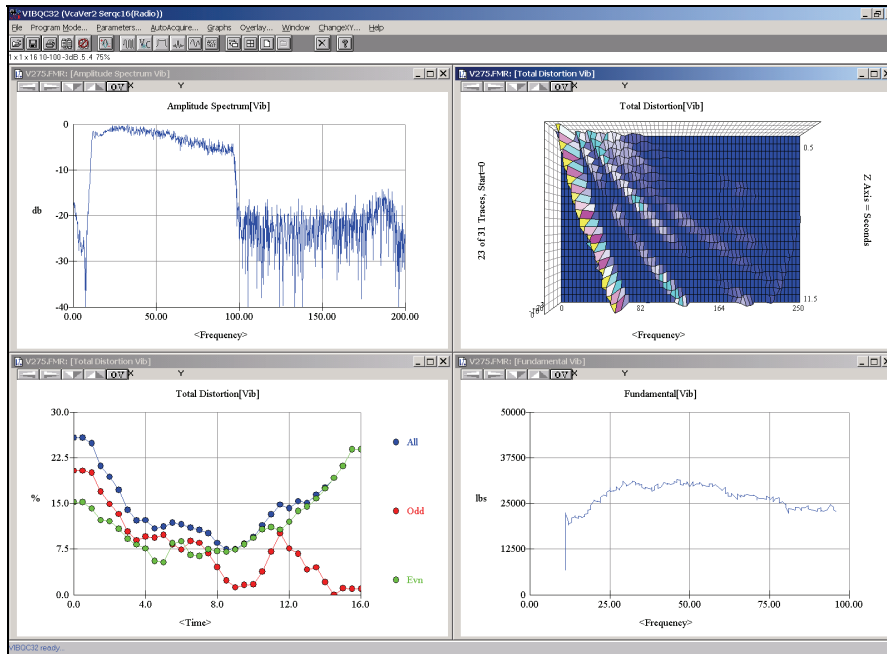 VIBQC32 (VcaVer2 Serqc16{Radio})
File Program Mode... Parameters... AutoAcquire... Graphs Overlay... Window ChangeXY... Help
1 x 1 x 16 10-100 -3dB .5 .4 75%
V275.FMR: [Amplitude Spectrum Vib]
OV X Y
Amplitude Spectrum[Vib]
0
-10
db
-20
-30
-40
0.00 50.00 100.00 150.00 200.00
<Frequency>
V275.FMR: [Total Distortion Vib]
OV X Y
Total Distortion[Vib]
0.5
23 of 31 Traces, Start=0
Z Axis = Seconds
11.5
0 82 164 250
<Frequency>
V275.FMR: [Total Distortion Vib]
OV X Y
Total Distortion[Vib]
30.0
All
22.5
%
15.0
Odd
7.5
Evn
0.0
0.0 4.0 8.0 12.0 16.0
<Time>
V275.FMR: [Fundamental Vib]
OV X Y
Fundamental[Vib]
50000
37500
lbs
25000
12500
0
0.00 25.00 50.00 75.00 100.00
<Frequency>
VIBQC32 ready...